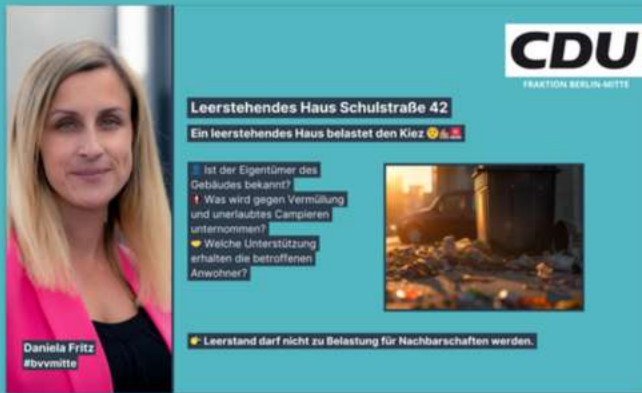 CDU
FRAKTION BERLIN-MITTE
Leerstehendes Haus Schulstraße 42
Ein leerstehendes Haus belastet den Kiez
Ist der Eigentümer des
Gebäudes bekannt?
Was wird gegen Vermüllung
und unerlaubtes Campieren
unternommen?
Welche Unterstützung
erhalten die betroffenen
Anwohner?
👉 Leerstand darf nicht zu Belastung für Nachbarschaften werden.
Daniela Fritz
#bvvmitte